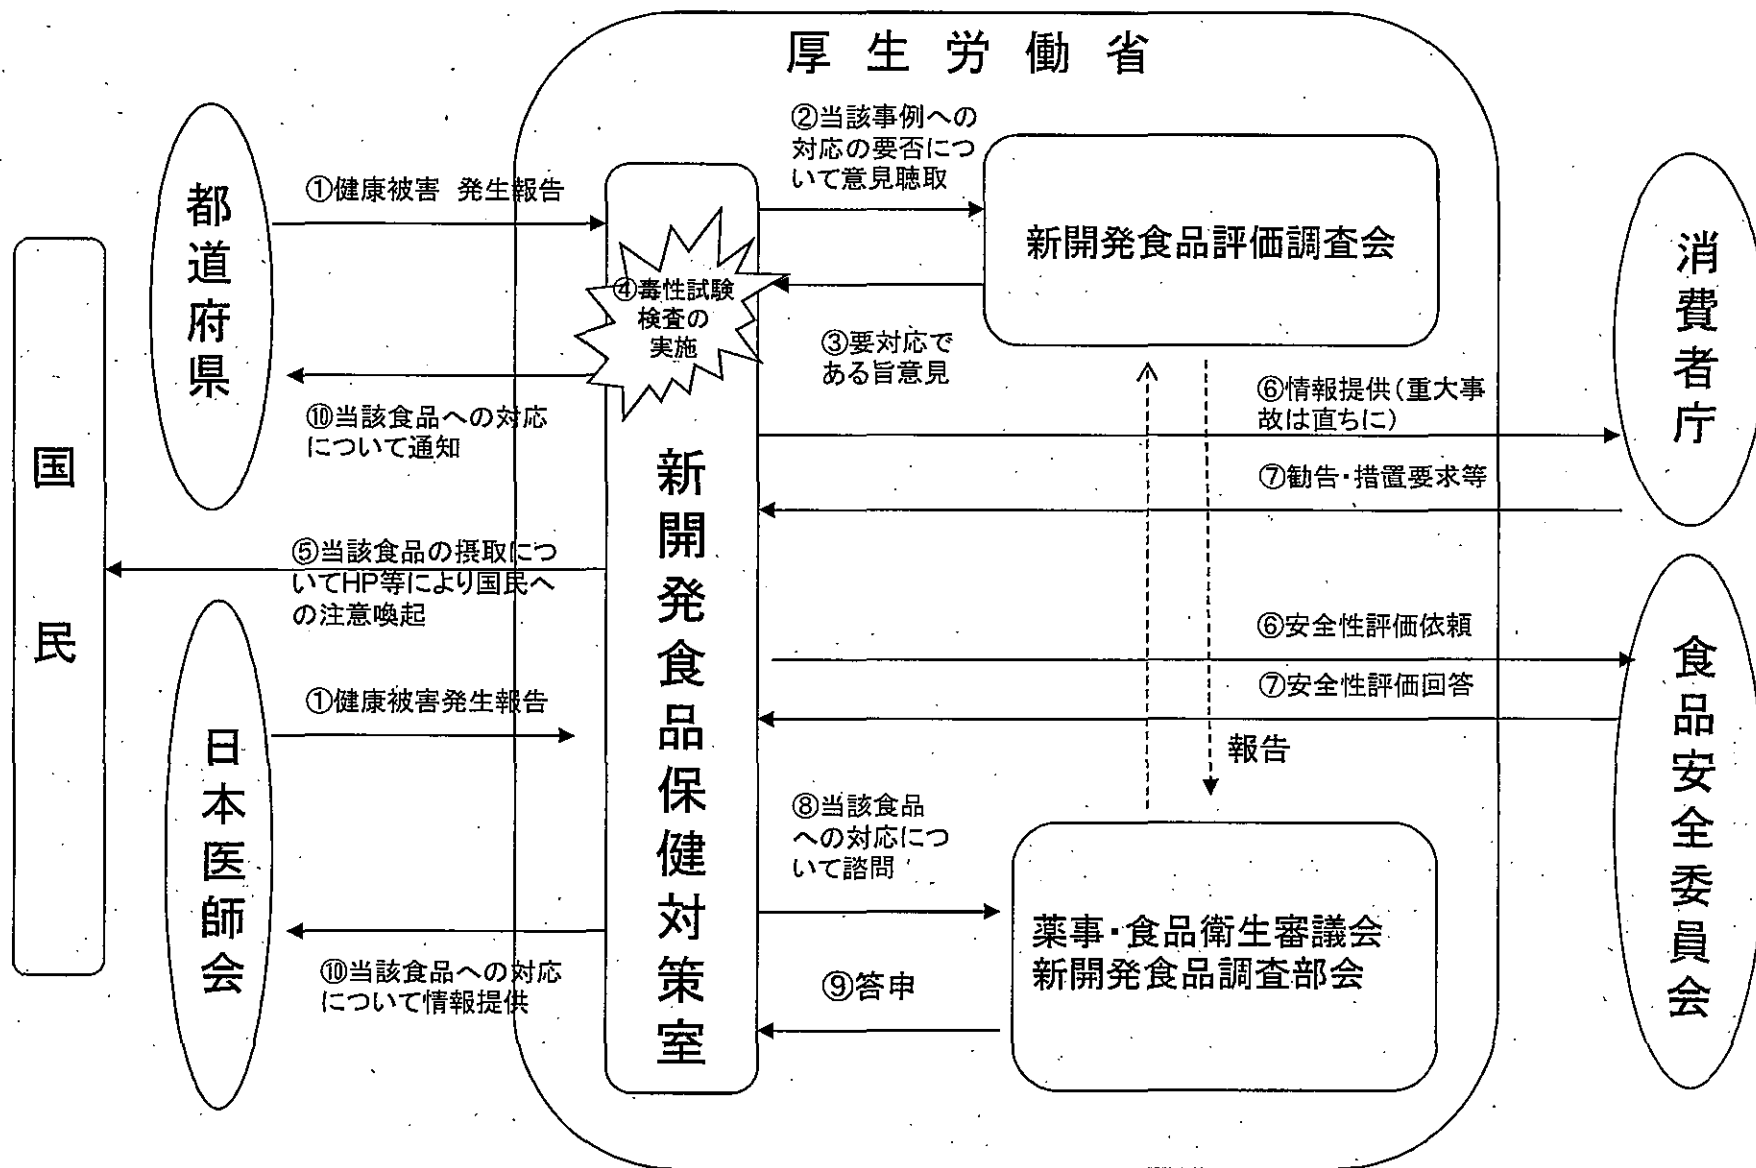 厚生労働省
都道府県
①健康被害 発生報告
②当該事例への
対応の要否につ
いて意見聴取
新開発食品評価調査会
消費者庁
④毒性試験
検査の
実施
③要対応で
ある旨意見
⑩当該食品への対応
について通知
⑥情報提供(重大事
故は直ちに)
⑦勧告・措置要求等
国民
新開発食品保健対策室
⑤当該食品の摂取につ
いてHP等により国民へ
の注意喚起
⑥安全性評価依頼
⑦安全性評価回答
食品安全委員会
①健康被害発生報告
日本医師会
報告
⑧当該食品
への対応につ
いて諮問
薬事・食品衛生審議会
新開発食品調査部会
⑨答申
⑩当該食品への対応
について情報提供